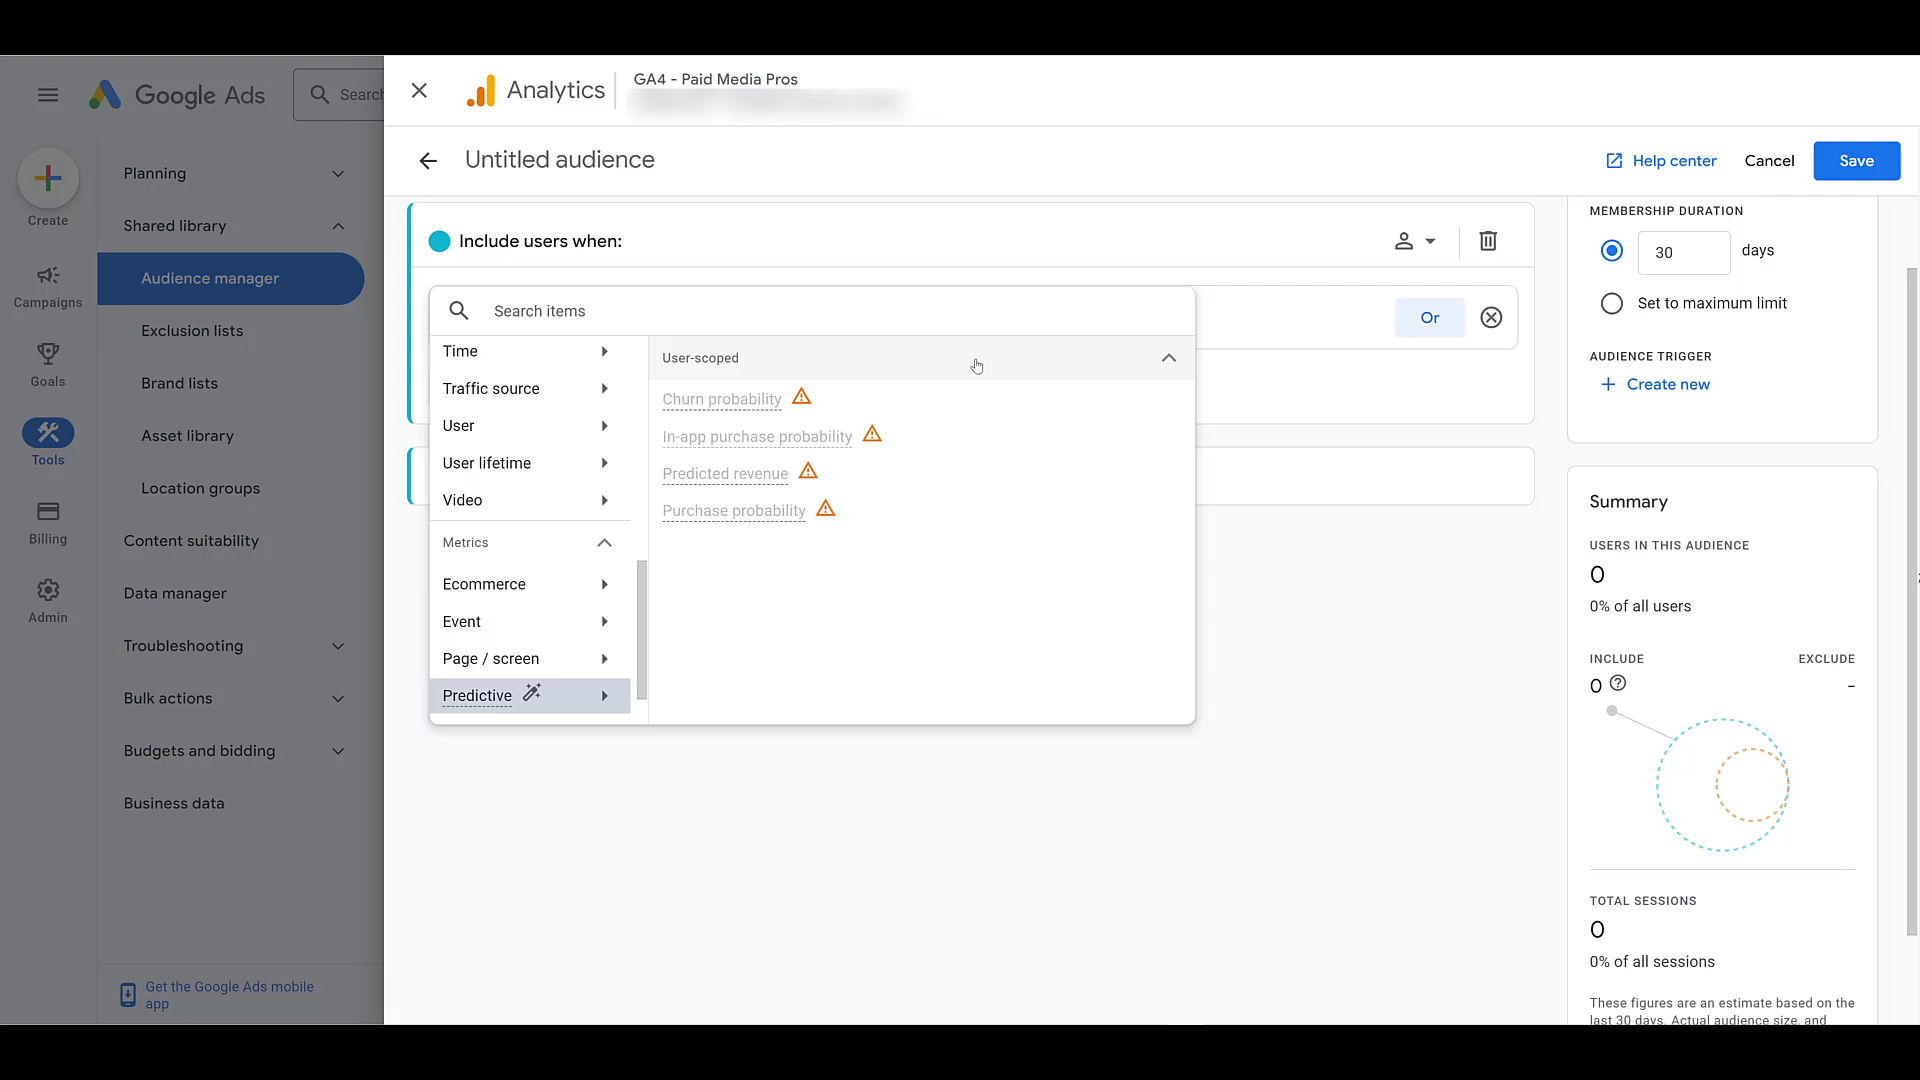 Google Ads
Search
Create
Campaigns
Goals
Tools
Billing
Admin
Planning
Shared library
Audience manager
Exclusion lists
Brand lists
Asset library
Location groups
Content suitability
Data manager
Troubleshooting
Bulk actions
Budgets and bidding
Business data
Get the Google Ads mobile
app
Analytics
GA4 - Paid Media Pros
Untitled audience
Help center
Cancel
Save
Include users when:
Search items
Or
Time
Traffic source
User
User lifetime
Video
Metrics
Ecommerce
Event
Page / screen
Predictive
User-scoped
Churn probability
In-app purchase probability
Predicted revenue
Purchase probability
MEMBERSHIP DURATION
30 days
Set to maximum limit
AUDIENCE TRIGGER
Create new
Summary
USERS IN THIS AUDIENCE
0
0% of all users
INCLUDE EXCLUDE
0 -
TOTAL SESSIONS
0
0% of all sessions
These figures are an estimate based on the
last 30 days. Actual audience size, and